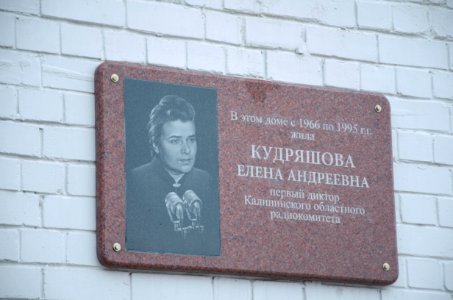 В этом доме с 1966 по 1995 г.г.
жила
КУДРЯШОВА
ЕЛЕНА АНДРЕЕВНА
первый диктор
Калининского областного
радиокомитета